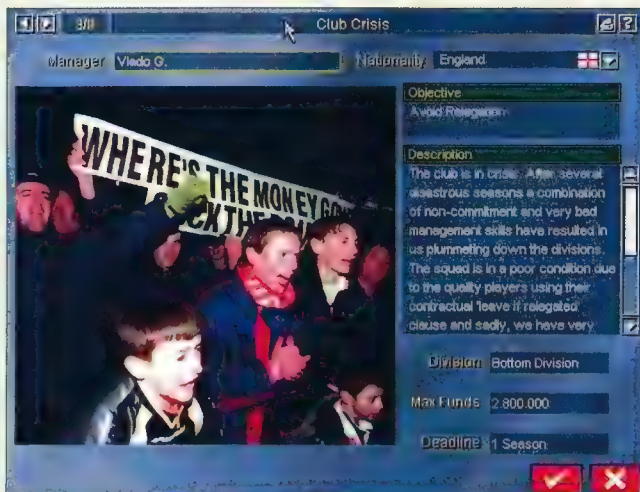 3/11
Club Crisis
Manager
Vlado G.
Nationality
England
WHERE'S THE MONEY
THE
Objective
Avoid Relegation
Description
The club is in crisis. After several
disastrous seasons a combination
of non-commitment and very bad
management skills have resulted in
us plummeting down the divisions.
The squad is in a poor condition due
to the quality players using their
contractual 'leave if relegated'
clause and sadly, we have very
Division
Bottom Division
Max Funds
2.800.000
Deadline
1 Season